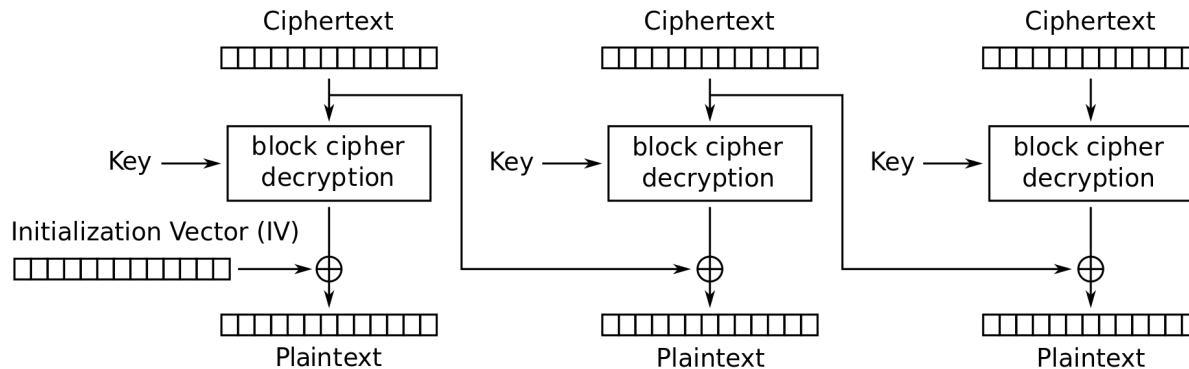 Ciphertext Ciphertext Ciphertext
Key block cipher decryption Key block cipher decryption Key block cipher decryption
Initialization Vector (IV)
Plaintext Plaintext Plaintext